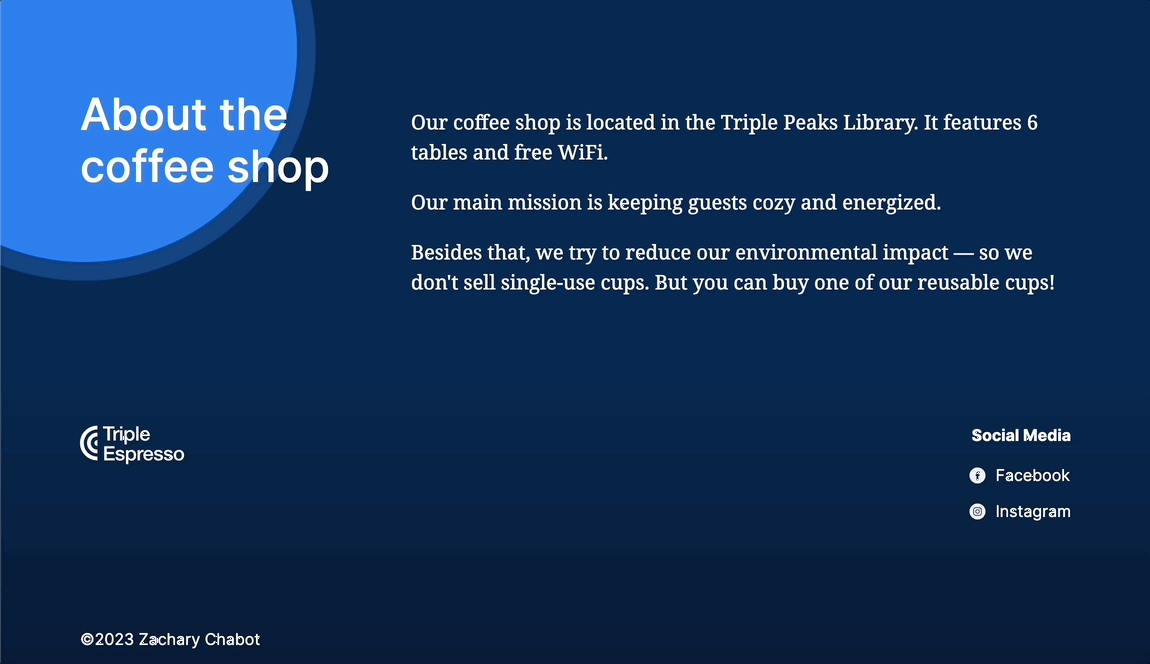 About the
coffee shop
Our coffee shop is located in the Triple Peaks Library. It features 6
tables and free WiFi.
Our main mission is keeping guests cozy and energized.
Besides that, we try to reduce our environmental impact — so we
don't sell single-use cups. But you can buy one of our reusable cups!
Triple
Espresso
Social Media
Facebook
Instagram
©2023 Zachary Chabot